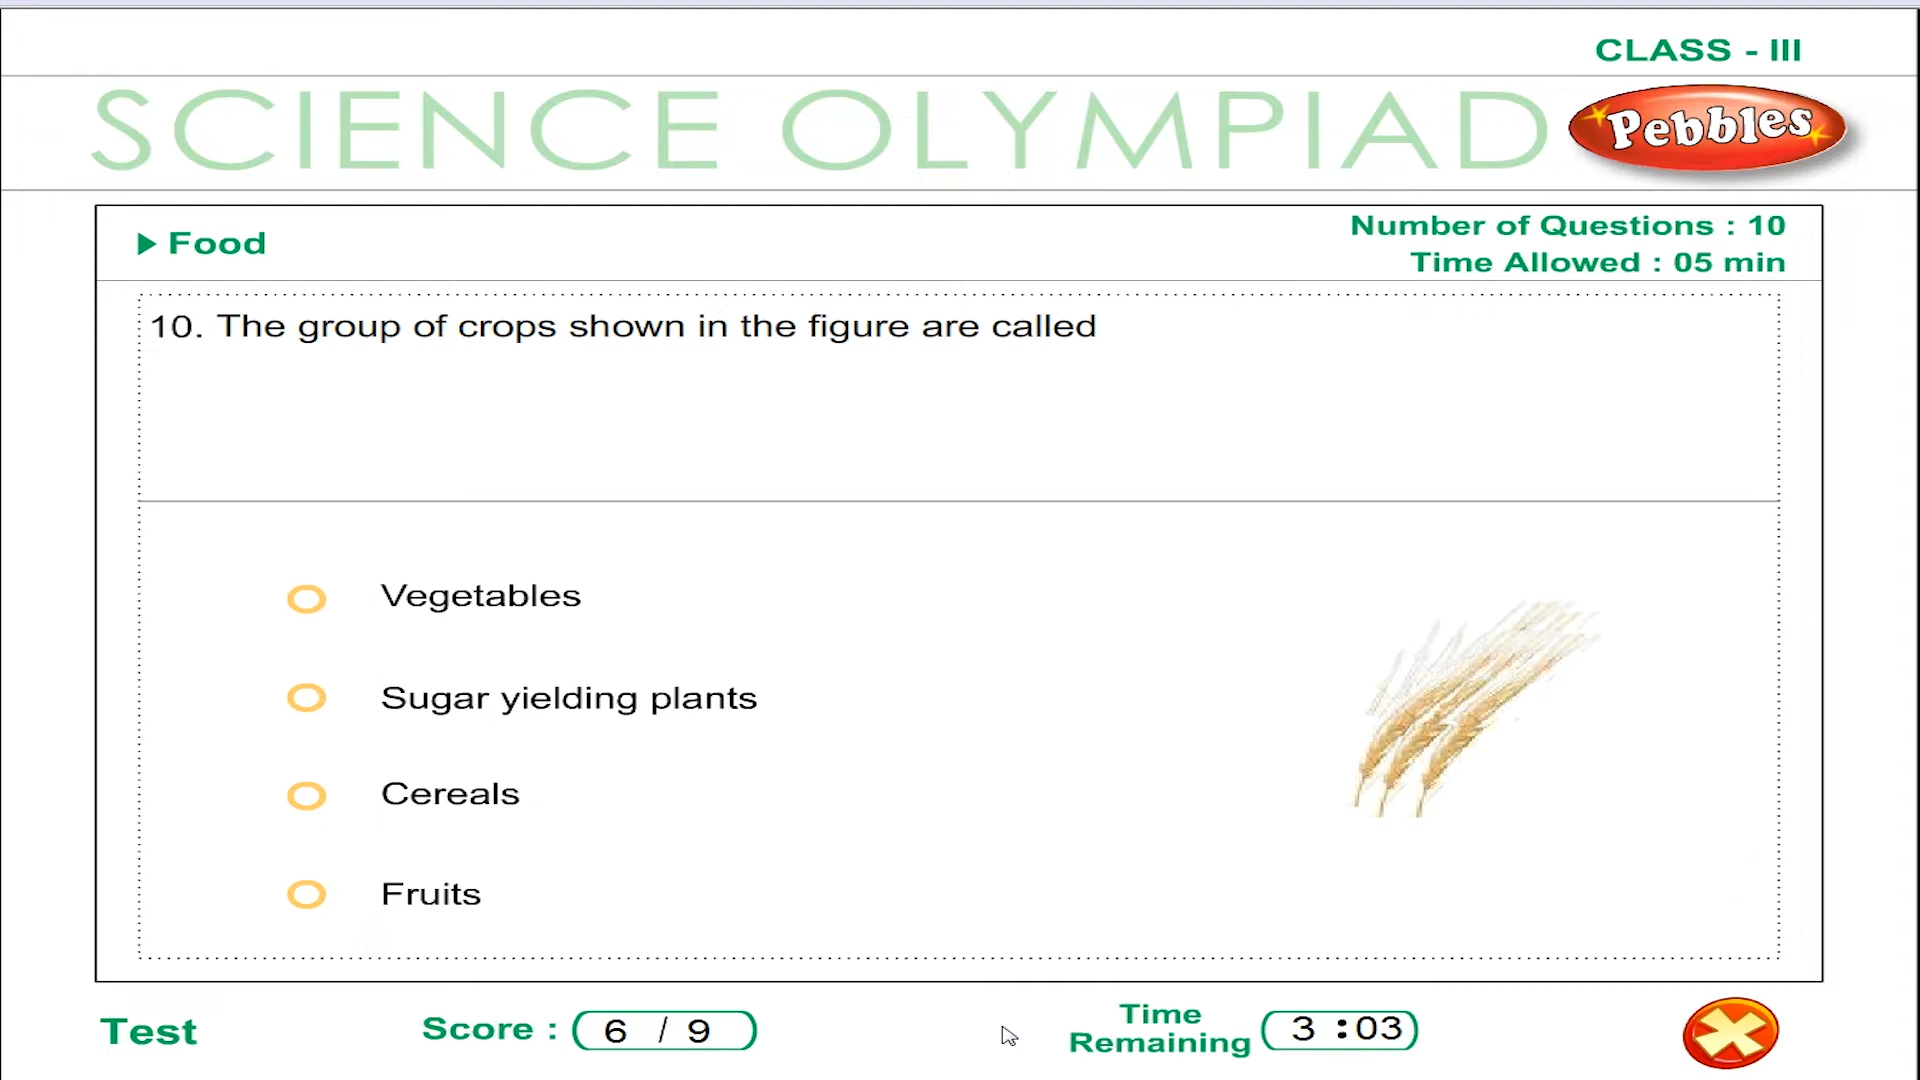 CLASS - III
SCIENCE OLYMPIAD
Pebbles
Food
Number of Questions : 10
Time Allowed : 05 min
10. The group of crops shown in the figure are called
Vegetables
Sugar yielding plants
Cereals
Fruits
Test
Score : 6 / 9
Time
Remaining
3 :03